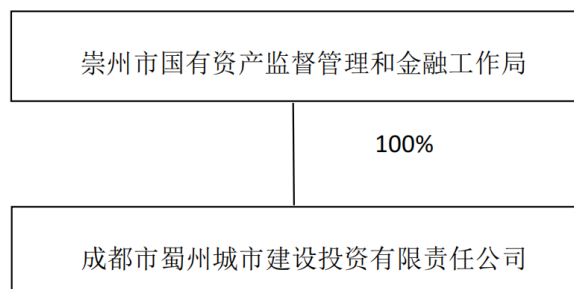 崇州市国有资产监督管理和金融工作局
100%
成都市蜀州城市建设投资有限责任公司